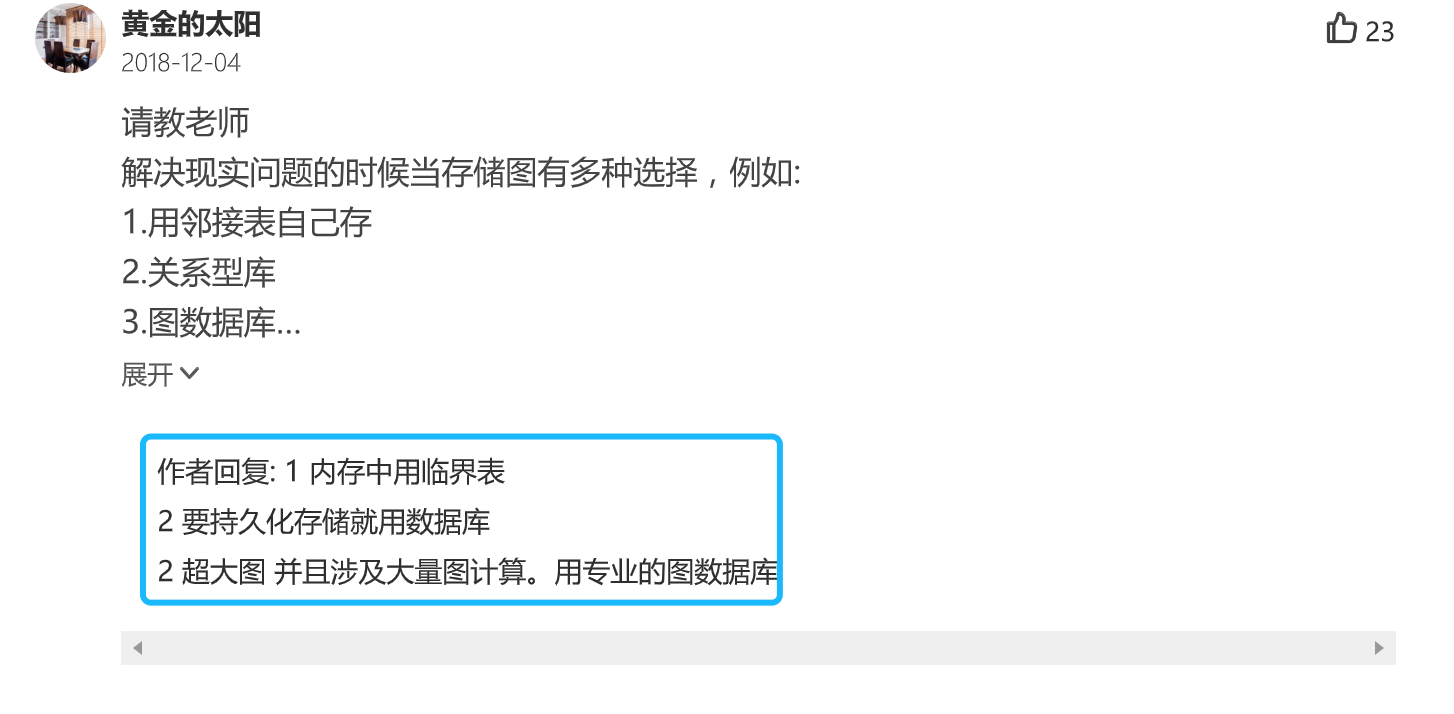 黄金的太阳
23
2018-12-04
请教老师
解决现实问题的时候当存储图有多种选择，例如:
1.用邻接表自己存
2.关系型库
3.图数据库...
展开
作者回复: 1 内存中用临界表
2 要持久化存储就用数据库
2 超大图 并且涉及大量图计算。用专业的图数据库